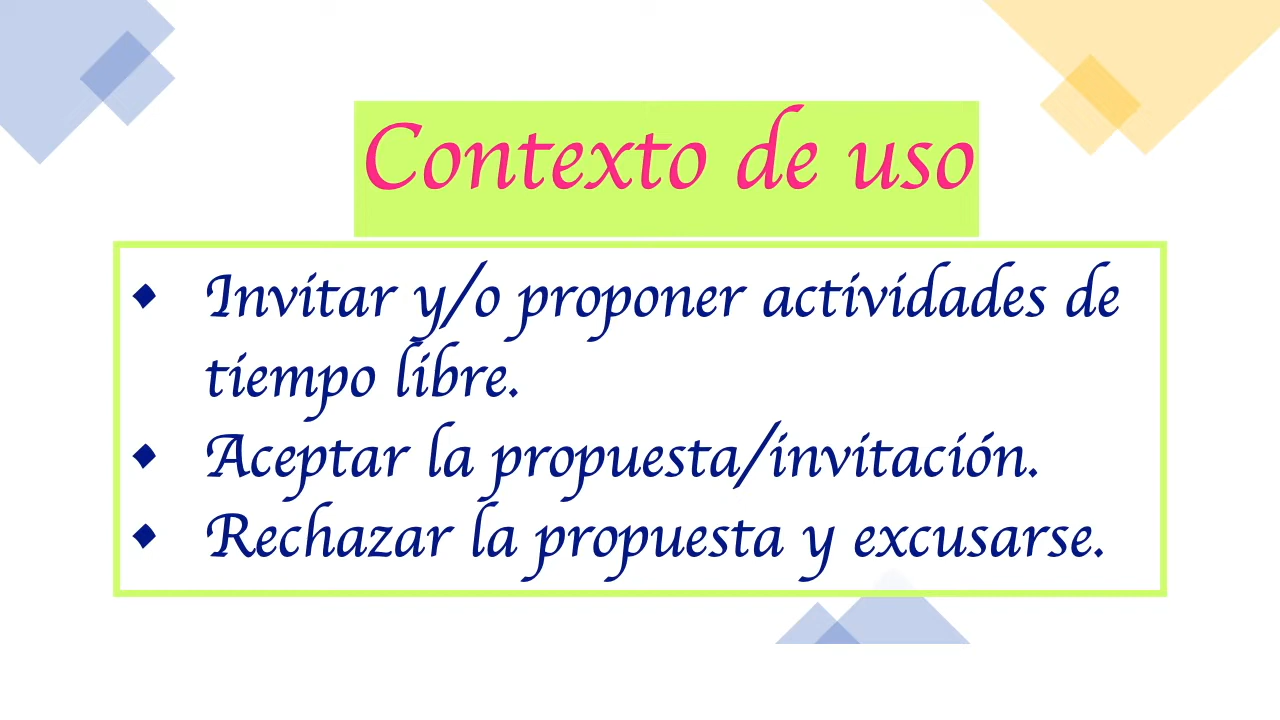 Contexto de uso
◆ Invitar y/o proponer actividades de
tiempo libre.
◆ Aceptar la propuesta/invitación.
◆ Rechazar la propuesta y excusarse.